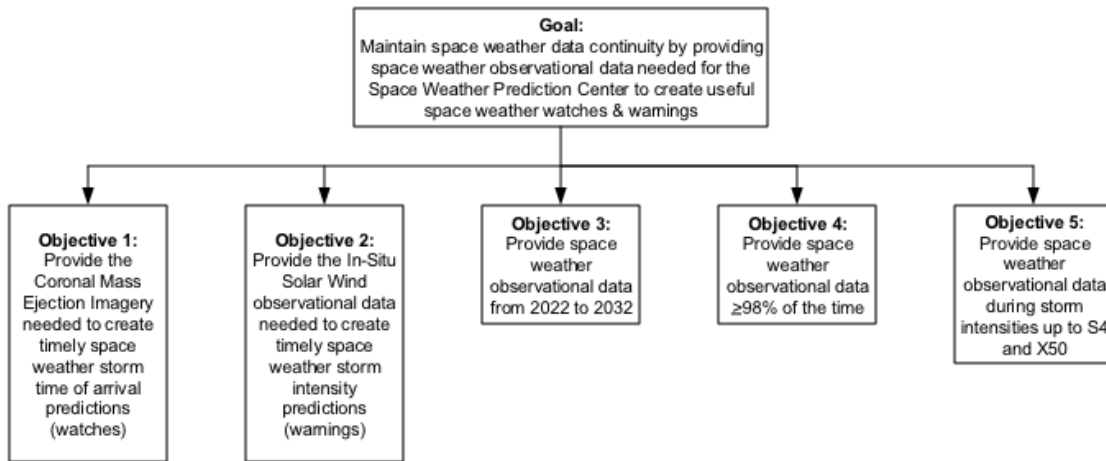 Goal:
Maintain space weather data continuity by providing
space weather observational data needed for the
Space Weather Prediction Center to create useful
space weather watches & warnings
Objective 1:
Provide the
Coronal Mass
Ejection Imagery
needed to create
timely space
weather storm
time of arrival
predictions
(watches)
Objective 2:
Provide the In-Situ
Solar Wind
observational data
needed to create
timely space
weather storm
intensity
predictions
(warnings)
Objective 3:
Provide space
weather
observational data
from 2022 to 2032
Objective 4:
Provide space
weather
observational data
≥98% of the time
Objective 5:
Provide space
weather
observational data
during storm
intensities up to S4
and X50